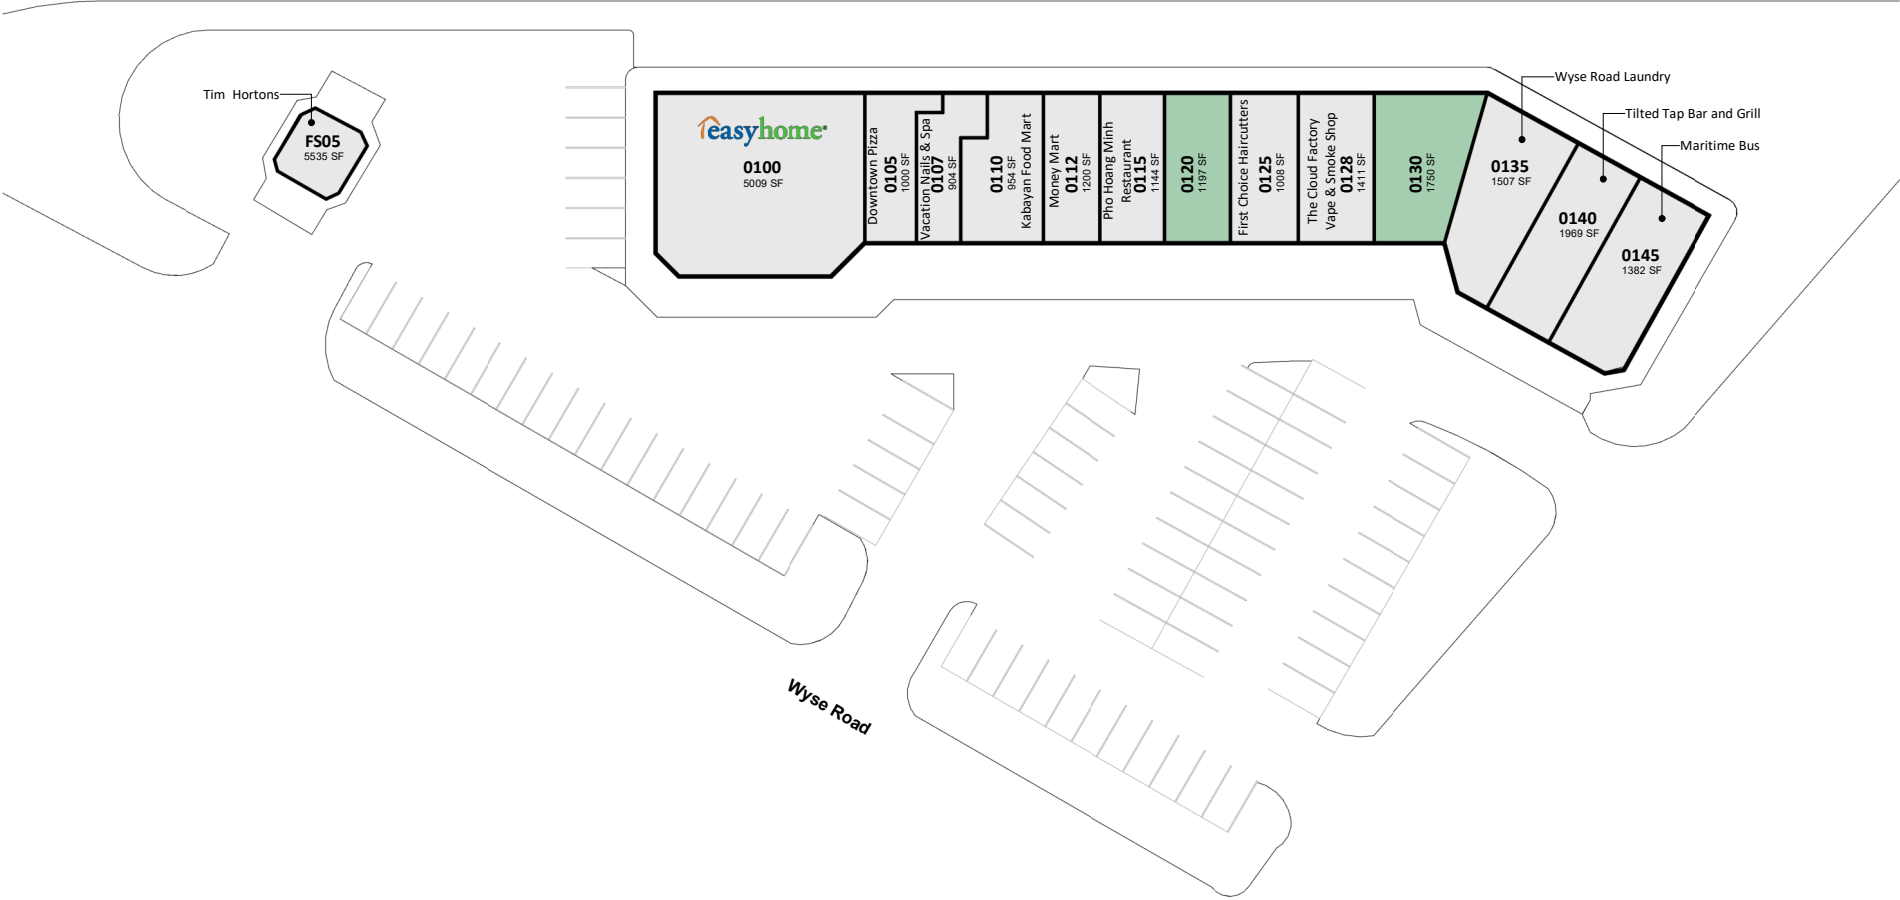 Tim Hortons
FS05
5535 SF
easyhome
0100
5009 SF
Downtown Pizza
0105
1000 SF
Vacation Nails & Spa
0107
904 SF
0110
954 SF
Kabayan Food Mart
Money Mart
0112
1200 SF
Pho Hoang Minh
Restaurant
0115
1144 SF
0120
1197 SF
First Choice Haircutters
0125
1008 SF
The Cloud Factory
Vape & Smoke Shop
0128
1411 SF
0130
1750 SF
Wyse Road Laundry
0135
1507 SF
Tilted Tap Bar and Grill
0140
1969 SF
Maritime Bus
0145
1382 SF
Wyse Road